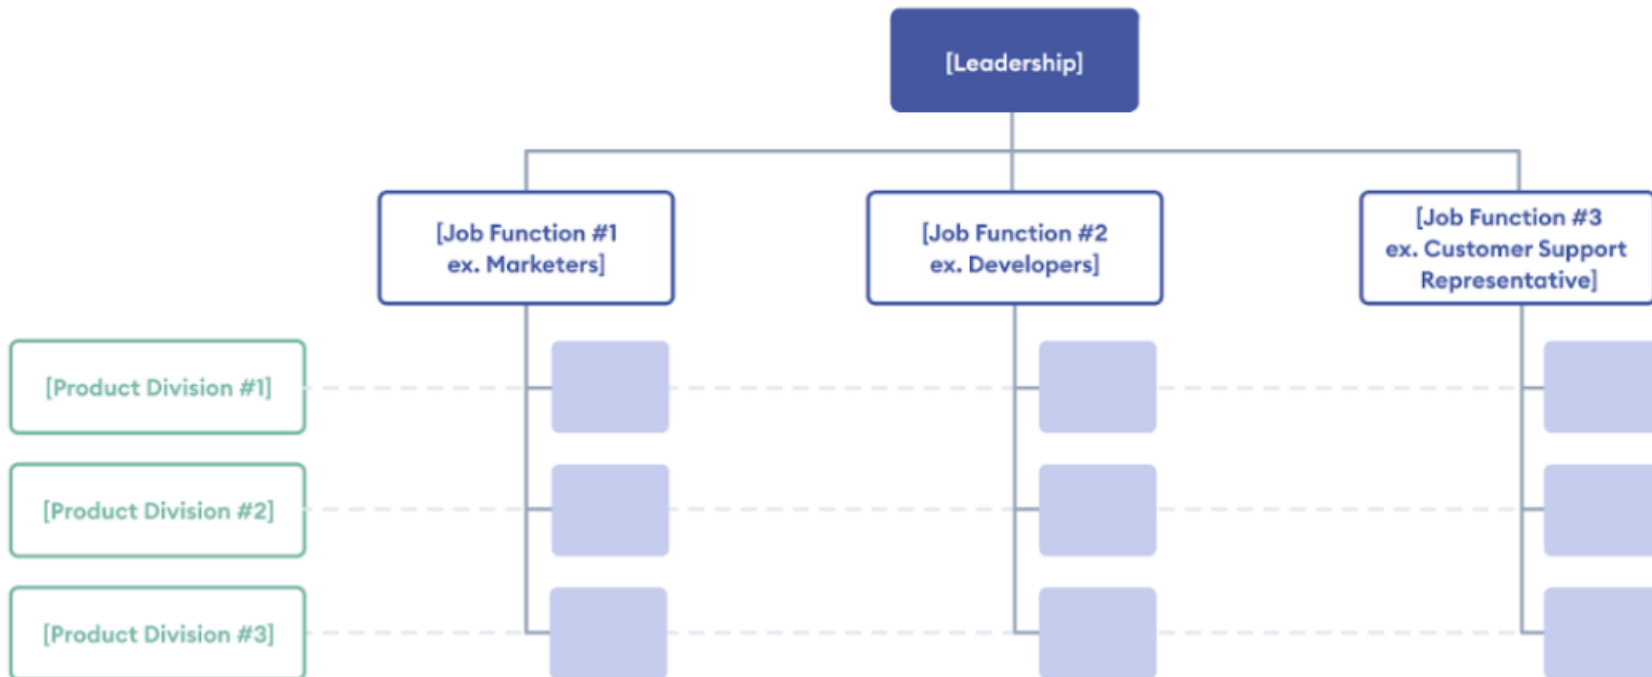 [Leadership]
[Job Function #1
ex. Marketers]
[Job Function #2
ex. Developers]
[Job Function #3
ex. Customer Support
Representative]
[Product Division #1]
[Product Division #2]
[Product Division #3]